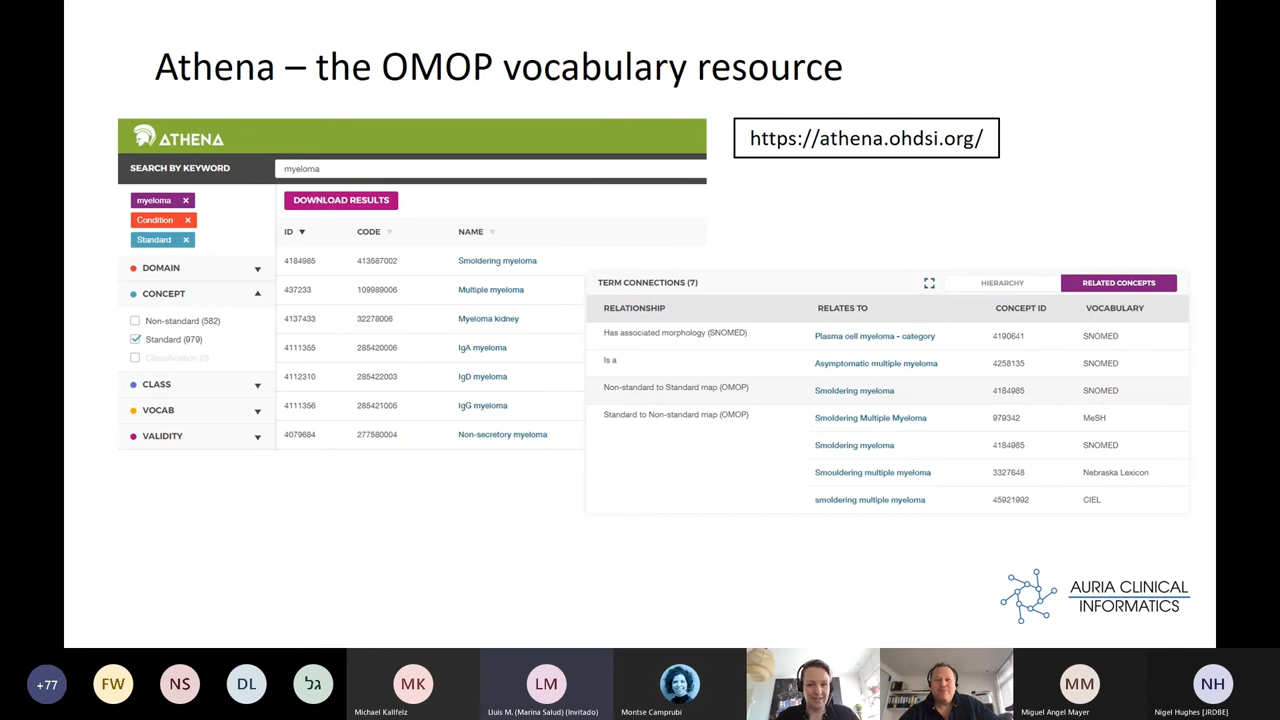 Athena – the OMOP vocabulary resource
https://athena.ohdsi.org/
ATHENA
SEARCH BY KEYWORD
myeloma
myeloma ×
Condition ×
Standard ×
DOWNLOAD RESULTS
ID CODE NAME
DOMAIN
CONCEPT
Non-standard (582)
Standard (979)
Classification (0)
CLASS
VOCAB
VALIDITY
4184985 413587002 Smoldering myeloma
437233 109989006 Multiple myeloma
4137433 32278006 Myeloma kidney
4111355 285420006 IgA myeloma
4112310 285422003 IgD myeloma
4111356 285421005 IgG myeloma
4079684 277580004 Non-secretory myeloma
TERM CONNECTIONS (7) HIERARCHY RELATED CONCEPTS
RELATIONSHIP RELATES TO CONCEPT ID VOCABULARY
Has associated morphology (SNOMED) Plasma cell myeloma - category 4190641 SNOMED
Is a Asymptomatic multiple myeloma 4258135 SNOMED
Non-standard to Standard map (OMOP) Smoldering myeloma 4184985 SNOMED
Standard to Non-standard map (OMOP) Smoldering Multiple Myeloma 979342 MeSH
Smoldering myeloma 4184985 SNOMED
Smouldering multiple myeloma 3327648 Nebraska Lexicon
smoldering multiple myeloma 45921992 CIEL
AURIA CLINICAL
INFORMATICS
+77 FW NS DL גל MK LM MM NH
Michael Kallfelz Lluis M. (Marina Salud) (Invitado) Montse Camprubi Miguel Angel Mayer Nigel Hughes [JRDBE]